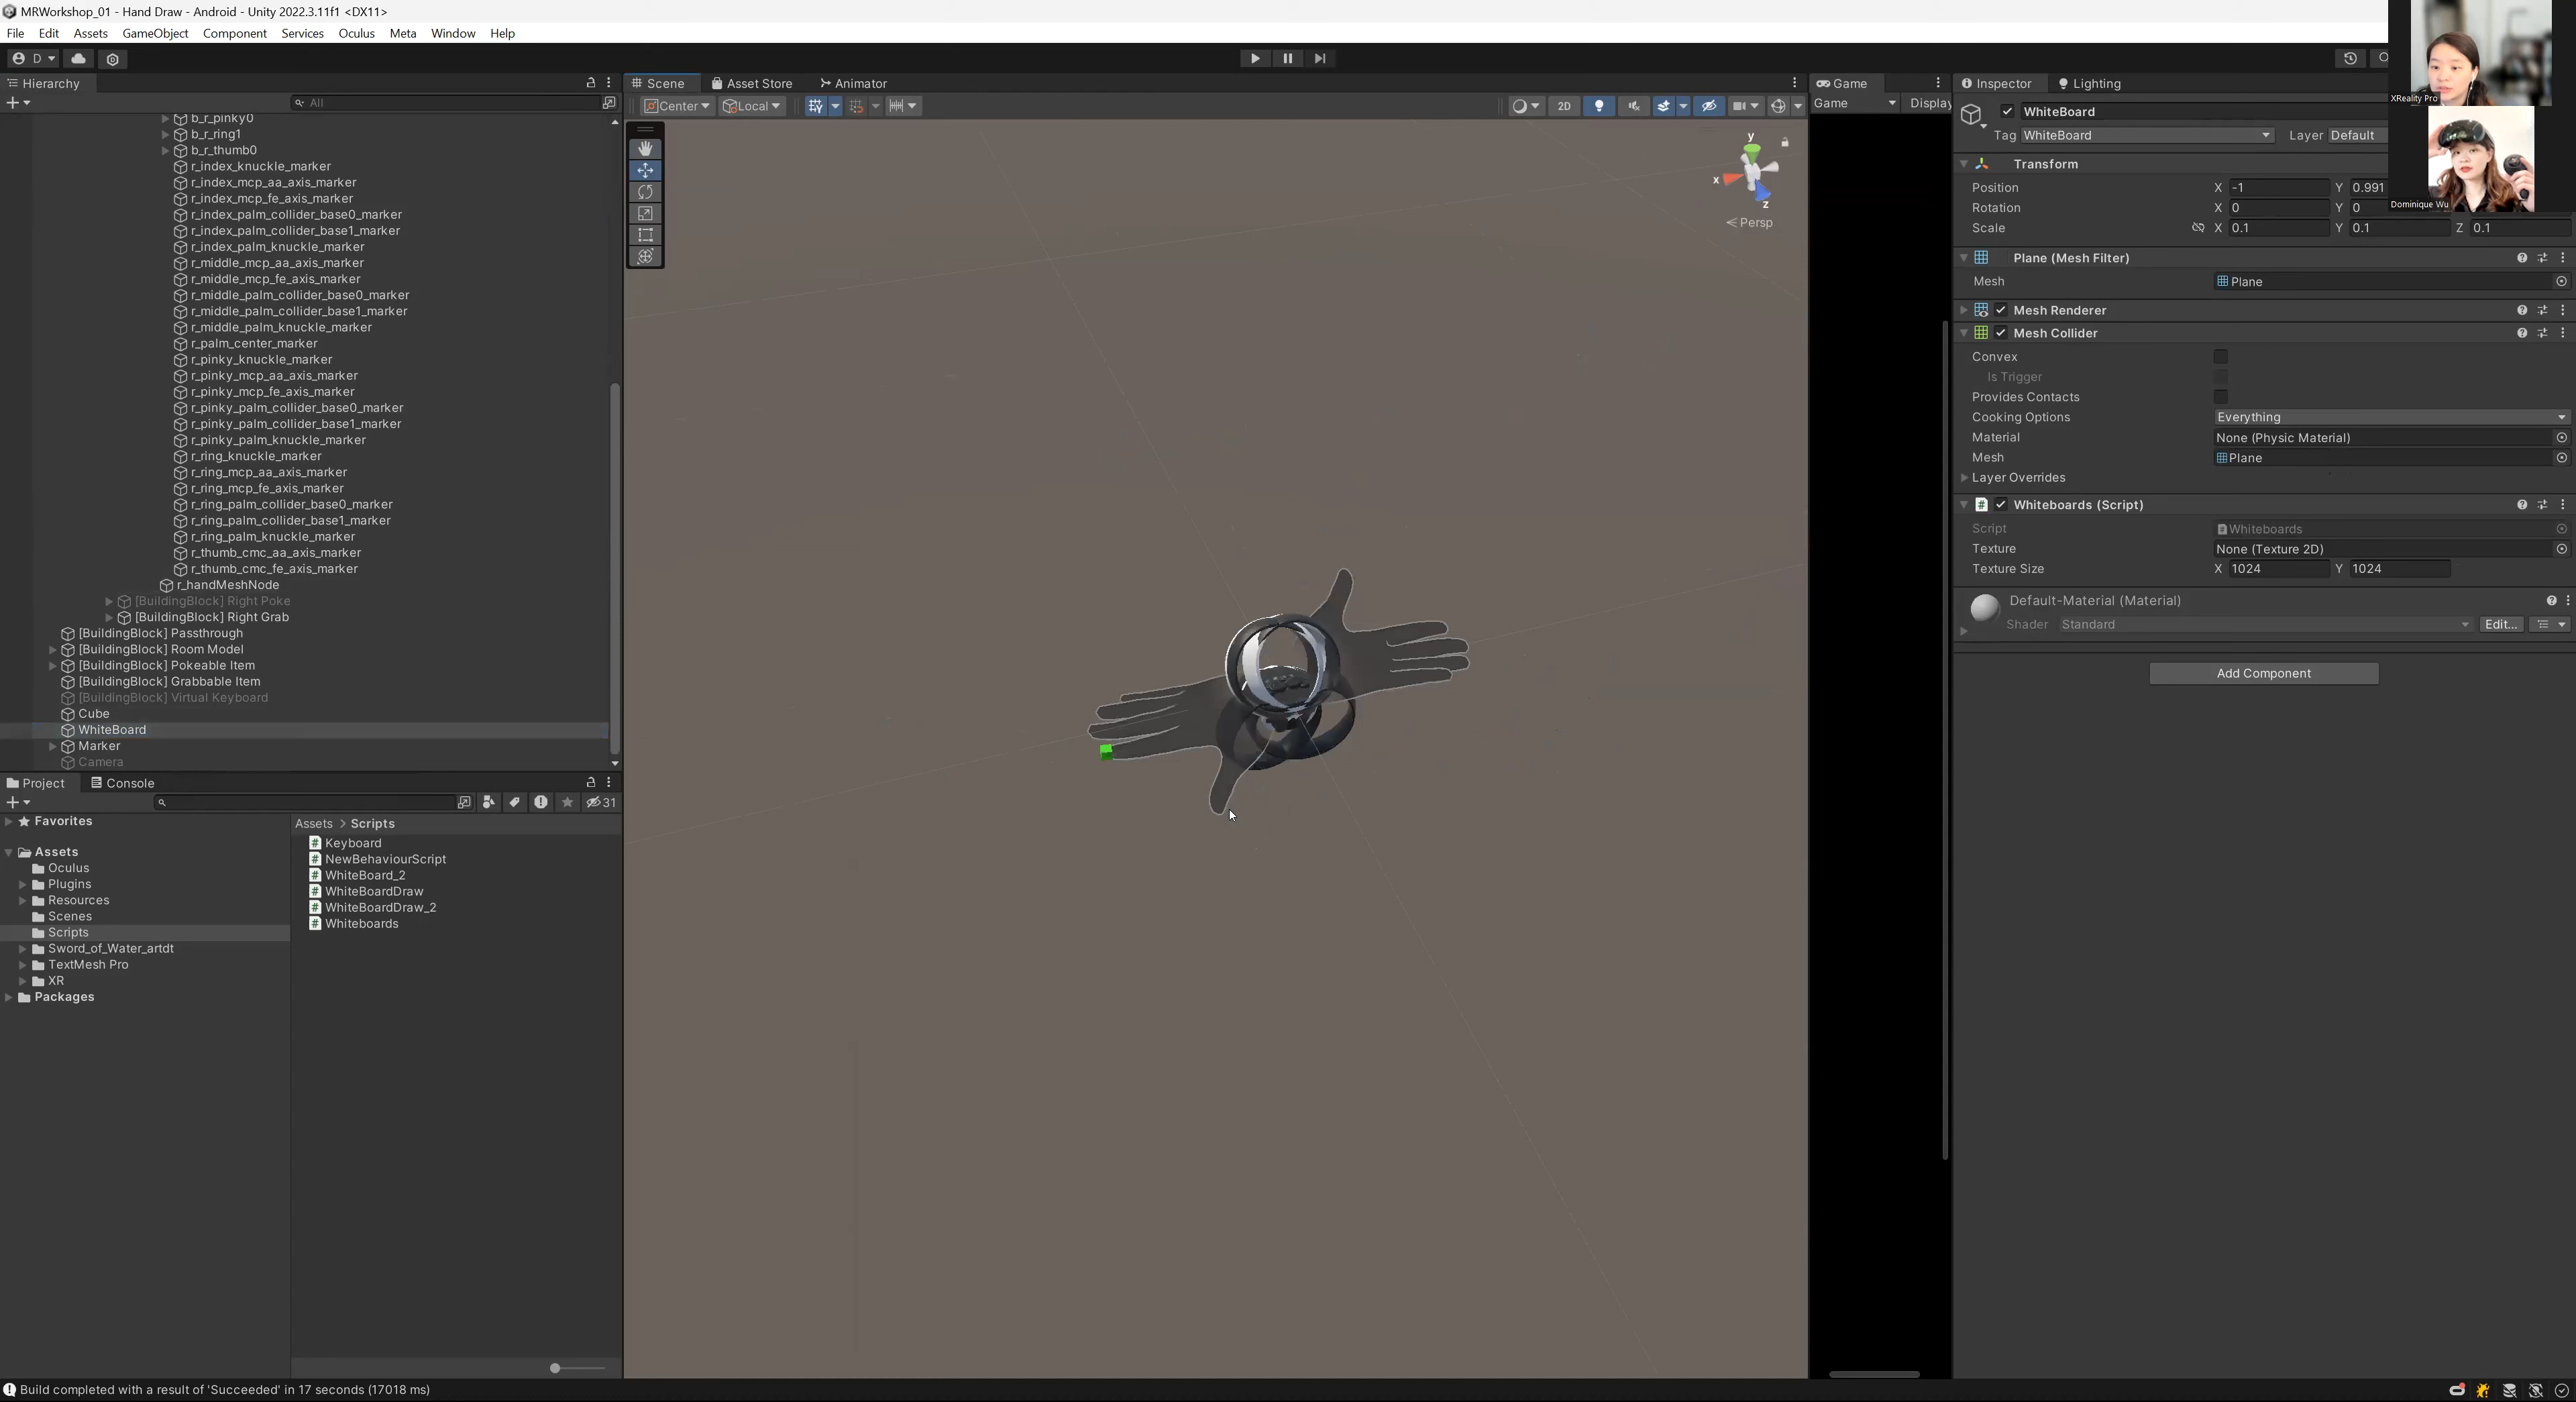 MRWorkshop_01 - Hand Draw - Android - Unity 2022.3.11f1 <DX11>
File Edit Assets GameObject Component Services Oculus Meta Window Help
D
Hierarchy
All
b_r_pinky0
b_r_ring1
b_r_thumb0
r_index_knuckle_marker
r_index_mcp_aa_axis_marker
r_index_mcp_fe_axis_marker
r_index_palm_collider_base0_marker
r_index_palm_collider_base1_marker
r_index_palm_knuckle_marker
r_middle_mcp_aa_axis_marker
r_middle_mcp_fe_axis_marker
r_middle_palm_collider_base0_marker
r_middle_palm_collider_base1_marker
r_middle_palm_knuckle_marker
r_palm_center_marker
r_pinky_knuckle_marker
r_pinky_mcp_aa_axis_marker
r_pinky_mcp_fe_axis_marker
r_pinky_palm_collider_base0_marker
r_pinky_palm_collider_base1_marker
r_pinky_palm_knuckle_marker
r_ring_knuckle_marker
r_ring_mcp_aa_axis_marker
r_ring_mcp_fe_axis_marker
r_ring_palm_collider_base0_marker
r_ring_palm_collider_base1_marker
r_ring_palm_knuckle_marker
r_thumb_cmc_aa_axis_marker
r_thumb_cmc_fe_axis_marker
r_handMeshNode
[BuildingBlock] Right Poke
[BuildingBlock] Right Grab
[BuildingBlock] Passthrough
[BuildingBlock] Room Model
[BuildingBlock] Pokeable Item
[BuildingBlock] Grabbable Item
[BuildingBlock] Virtual Keyboard
Cube
WhiteBoard
Marker
Camera
Project Console
31
Favorites
Assets
Oculus
Plugins
Resources
Scenes
Scripts
Sword_of_Water_artdt
TextMesh Pro
XR
Packages
Assets > Scripts
Keyboard
NewBehaviourScript
WhiteBoard_2
WhiteBoardDraw
WhiteBoardDraw_2
Whiteboards
Build completed with a result of 'Succeeded' in 17 seconds (17018 ms)
Scene Asset Store Animator
Center Local
2D
y
x
z
Persp
Game
Game Display
Inspector Lighting
WhiteBoard
Tag WhiteBoard Layer Default
Transform
Position X -1 Y 0.991
Rotation X 0 Y 0
Scale X 0.1 Y 0.1 Z 0.1
Plane (Mesh Filter)
Mesh Plane
Mesh Renderer
Mesh Collider
Convex
Is Trigger
Provides Contacts
Cooking Options Everything
Material None (Physic Material)
Mesh Plane
Layer Overrides
Whiteboards (Script)
Script Whiteboards
Texture None (Texture 2D)
Texture Size X 1024 Y 1024
Default-Material (Material)
Shader Standard Edit...
Add Component
XReality Pro
Dominique Wu